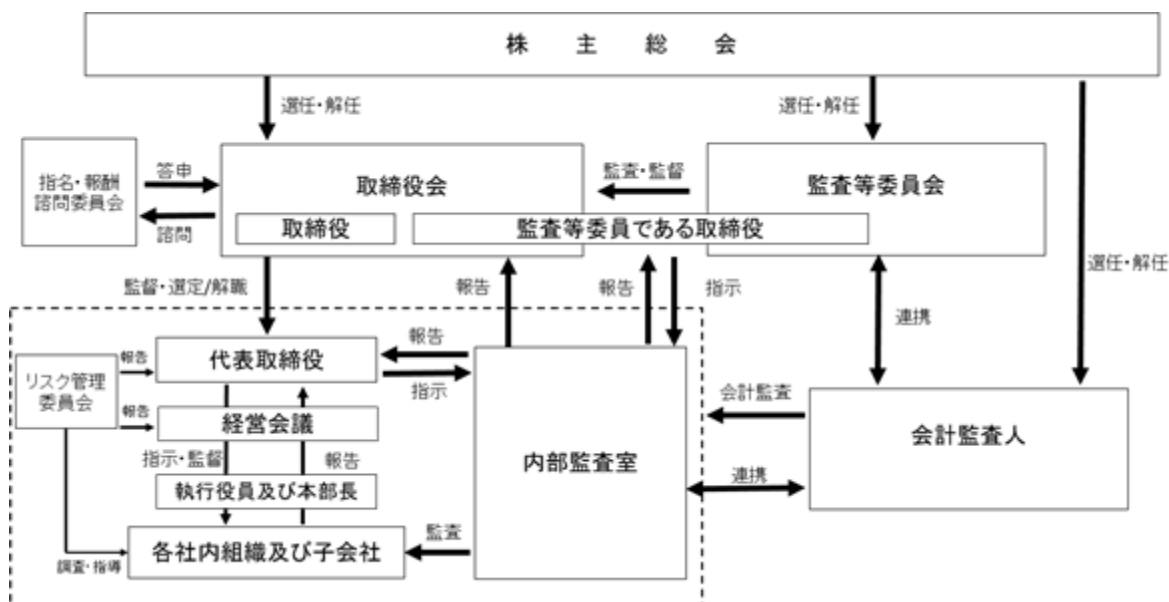 株主総会
選任・解任
選任・解任
選任・解任
指名・報酬
諮問委員会
答申
諮問
取締役会
監査・監督
監査等委員会
取締役
監査等委員である取締役
監督・選定/解職
報告
報告
指示
連携
リスク管理
委員会
報告
報告
代表取締役
報告
指示
経営会議
指示・監督
報告
執行役員及び本部長
各社内組織及び子会社
調査・指導
監査
内部監査室
会計監査
連携
会計監査人